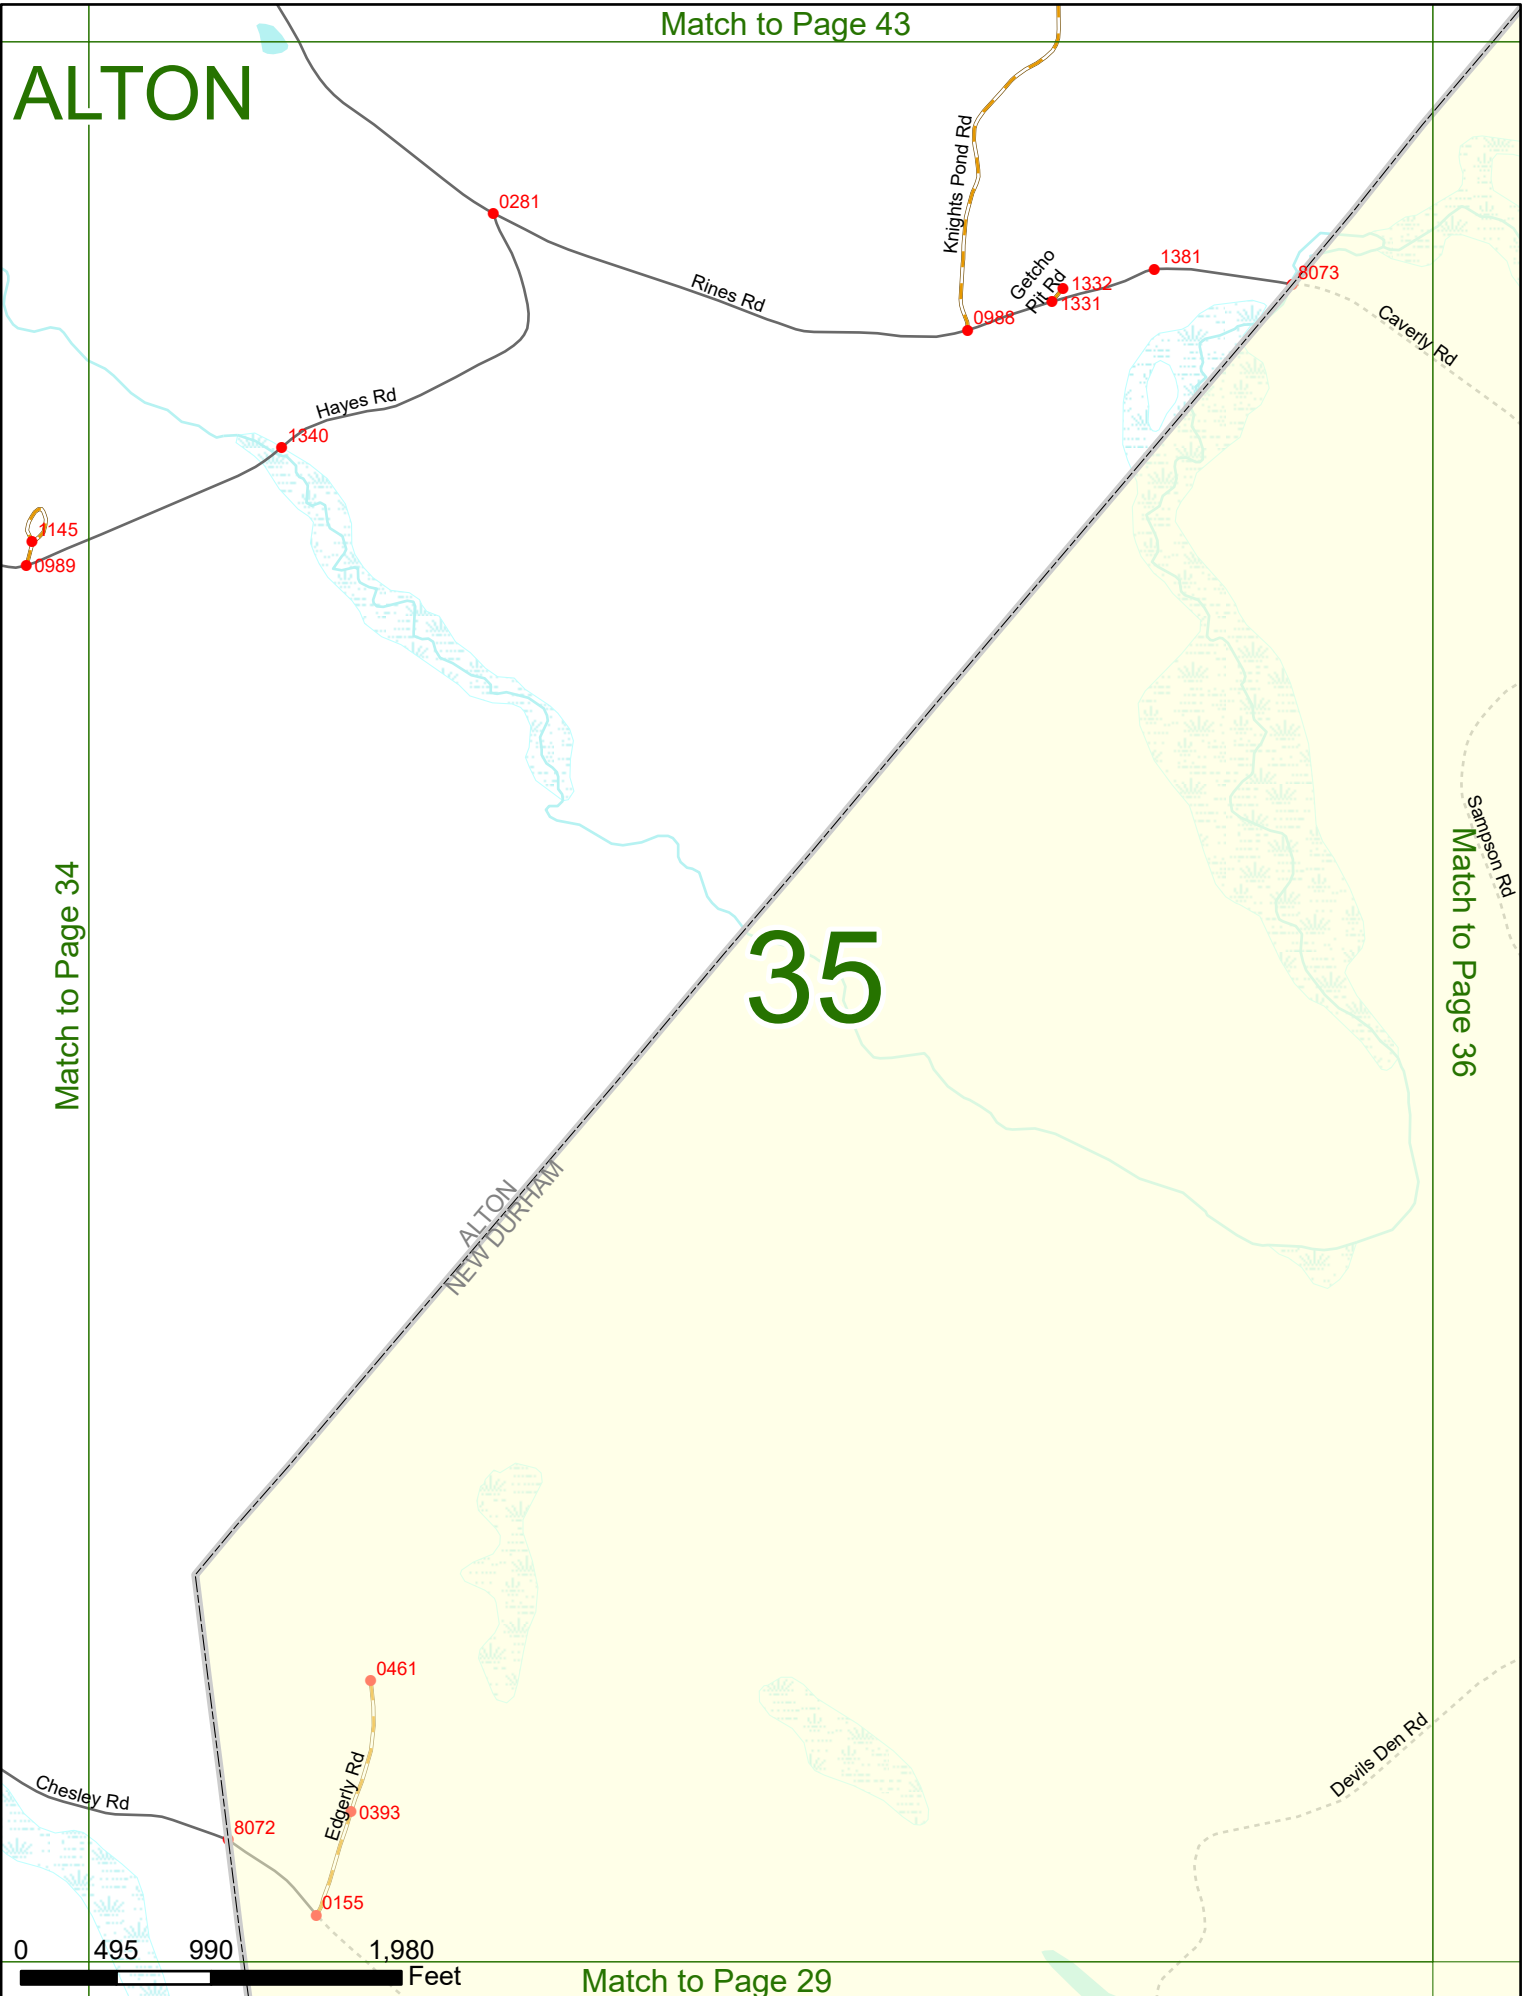 Match to Page 43
ALTON
Knights Pond Rd
0281
Rines Rd
Getcho
Pit Rd
1332
1331
0988
1381
8073
Caverly Rd
Hayes Rd
1340
1145
0989
Sampson Rd
Match to Page 34
Match to Page 36
35
ALTON
NEW DURHAM
0461
Edgerly Rd
0393
Devils Den Rd
Chesley Rd
8072
0155
0 495 990 1,980
Feet
Match to Page 29